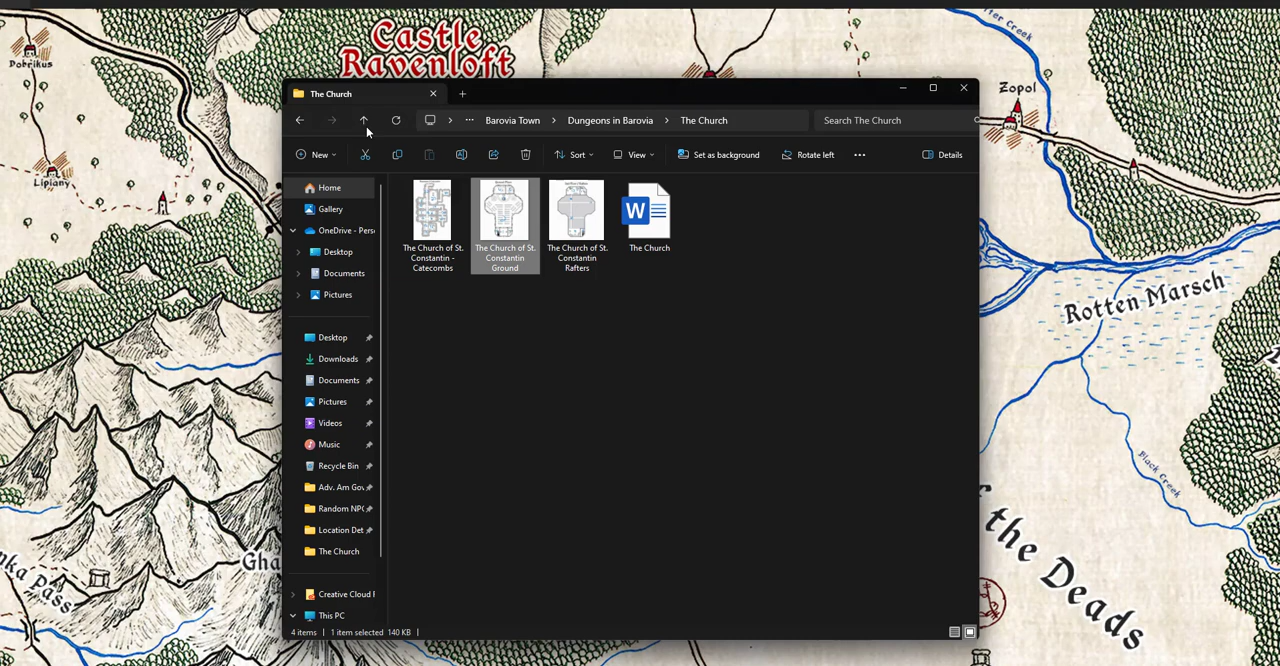 Castle
Ravenloft
Dobrikus
Lipiany
Zopol
Rotten Marsch
Black Creek
the Deads
Pass
Gha
The Church
Barovia Town
Dungeons in Barovia
The Church
Search The Church
New
Sort
View
Set as background
Rotate left
Details
Home
Gallery
OneDrive - Pers
Desktop
Documents
Pictures
Desktop
Downloads
Documents
Pictures
Videos
Music
Recycle Bin
Adv. Am Gov
Random NPC
Location Det
The Church
Creative Cloud F
This PC
The Church of St.
Constantin -
Catecombs
The Church of St.
Constantin
Ground
The Church of St.
Constantin
Rafters
W
The Church
4 items
1 item selected 140 KB